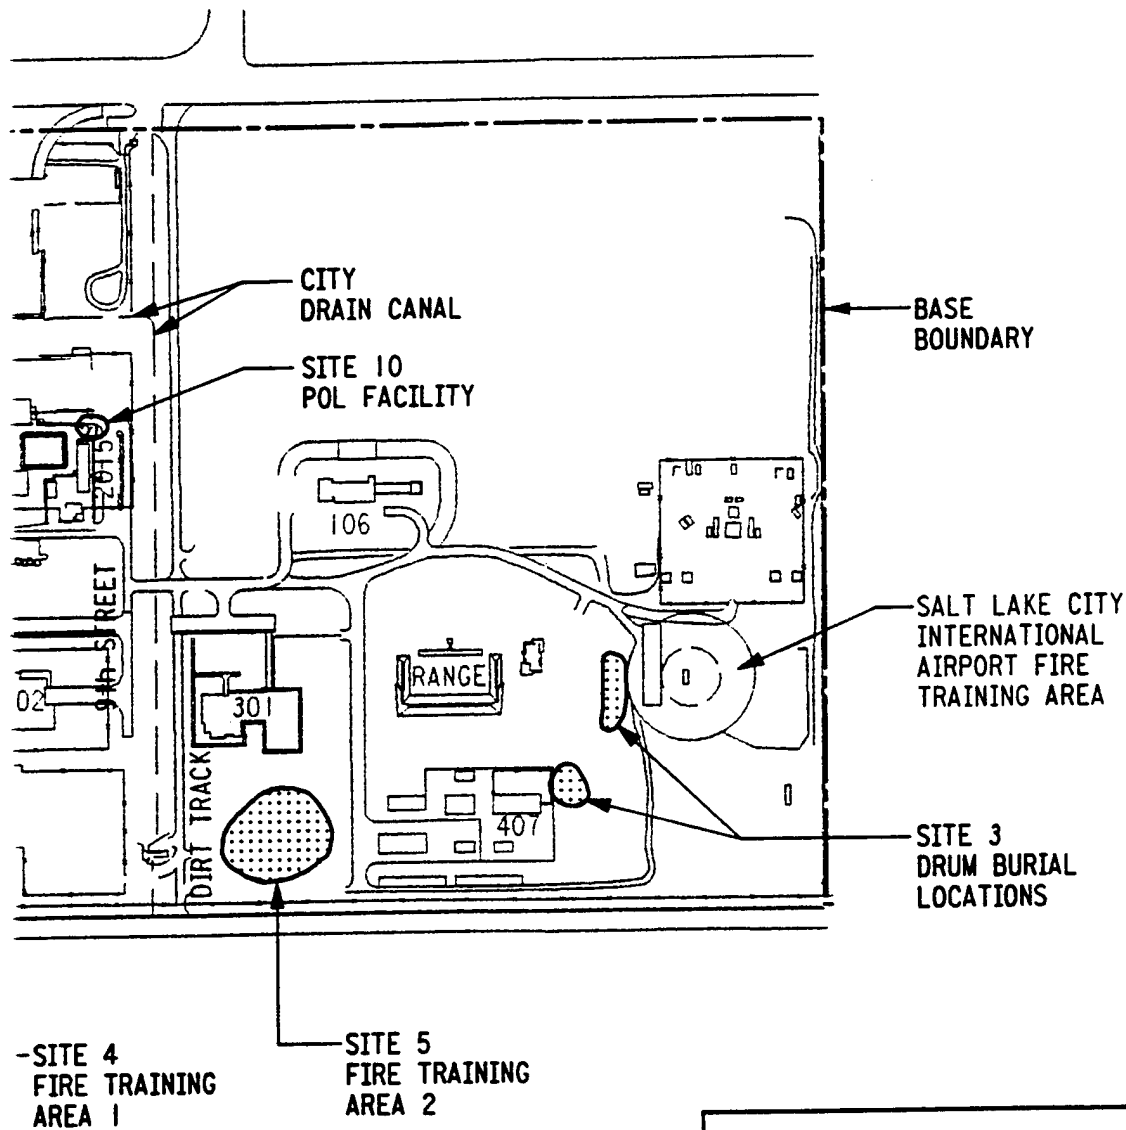 CITY
DRAIN CANAL
SITE 10
POL FACILITY
BASE
BOUNDARY
2015
106
9th STREET
SALT LAKE CITY
INTERNATIONAL
AIRPORT FIRE
TRAINING AREA
RANGE
02
301
DIRT TRACK
407
SITE 3
DRUM BURIAL
LOCATIONS
-SITE 4
FIRE TRAINING
AREA 1
SITE 5
FIRE TRAINING
AREA 2